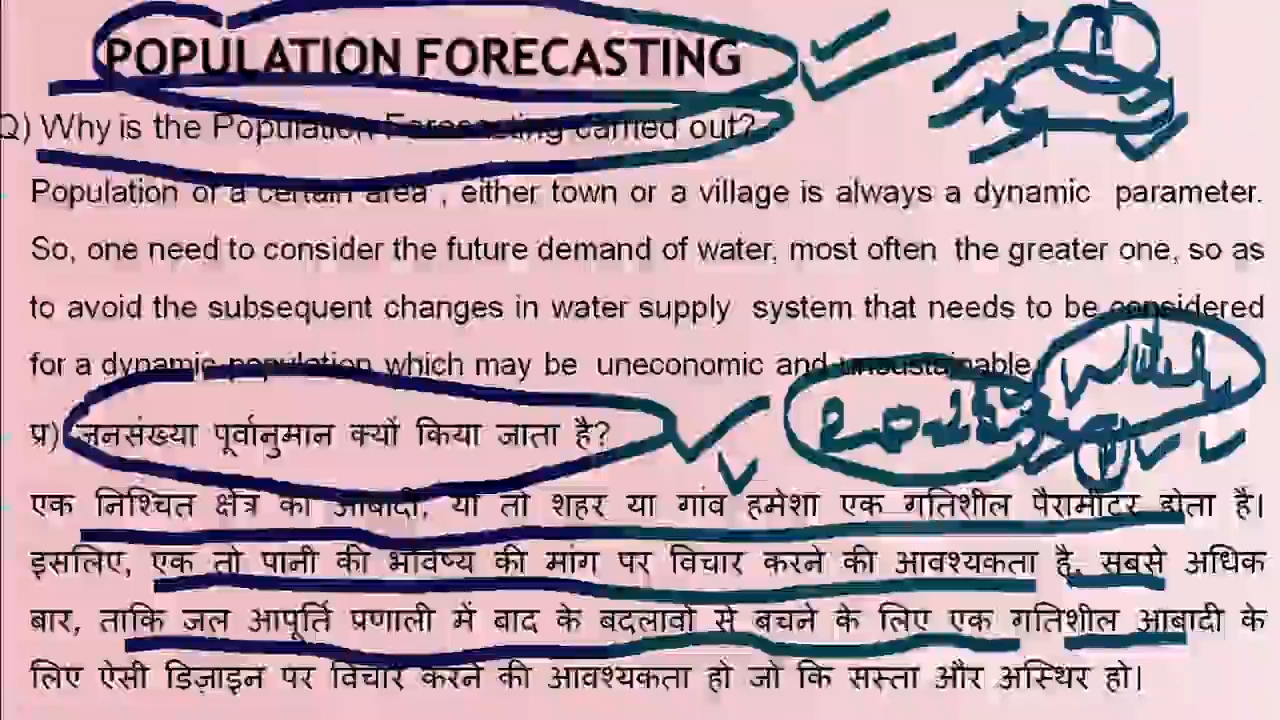 POPULATION FORECASTING
Q) Why is the Population Forecasting carried out?
Population of a certain area , either town or a village is always a dynamic parameter.
So, one need to consider the future demand of water, most often the greater one, so as
to avoid the subsequent changes in water supply system that needs to be considered
for a dynamic population which may be uneconomic and unsustainable
प्र) जनसंख्या पूर्वानुमान क्यों किया जाता है?
एक निश्चित क्षेत्र की आबादी, या तो शहर या गांव हमेशा एक गतिशील पैरामीटर होता है।
इसलिए, एक तो पानी की भविष्य की मांग पर विचार करने की आवश्यकता है, सबसे अधिक
बार, ताकि जल आपूर्ति प्रणाली में बाद के बदलावों से बचने के लिए एक गतिशील आबादी के
लिए ऐसी डिज़ाइन पर विचार करने की आवश्यकता हो जो कि सस्ता और अस्थिर हो।